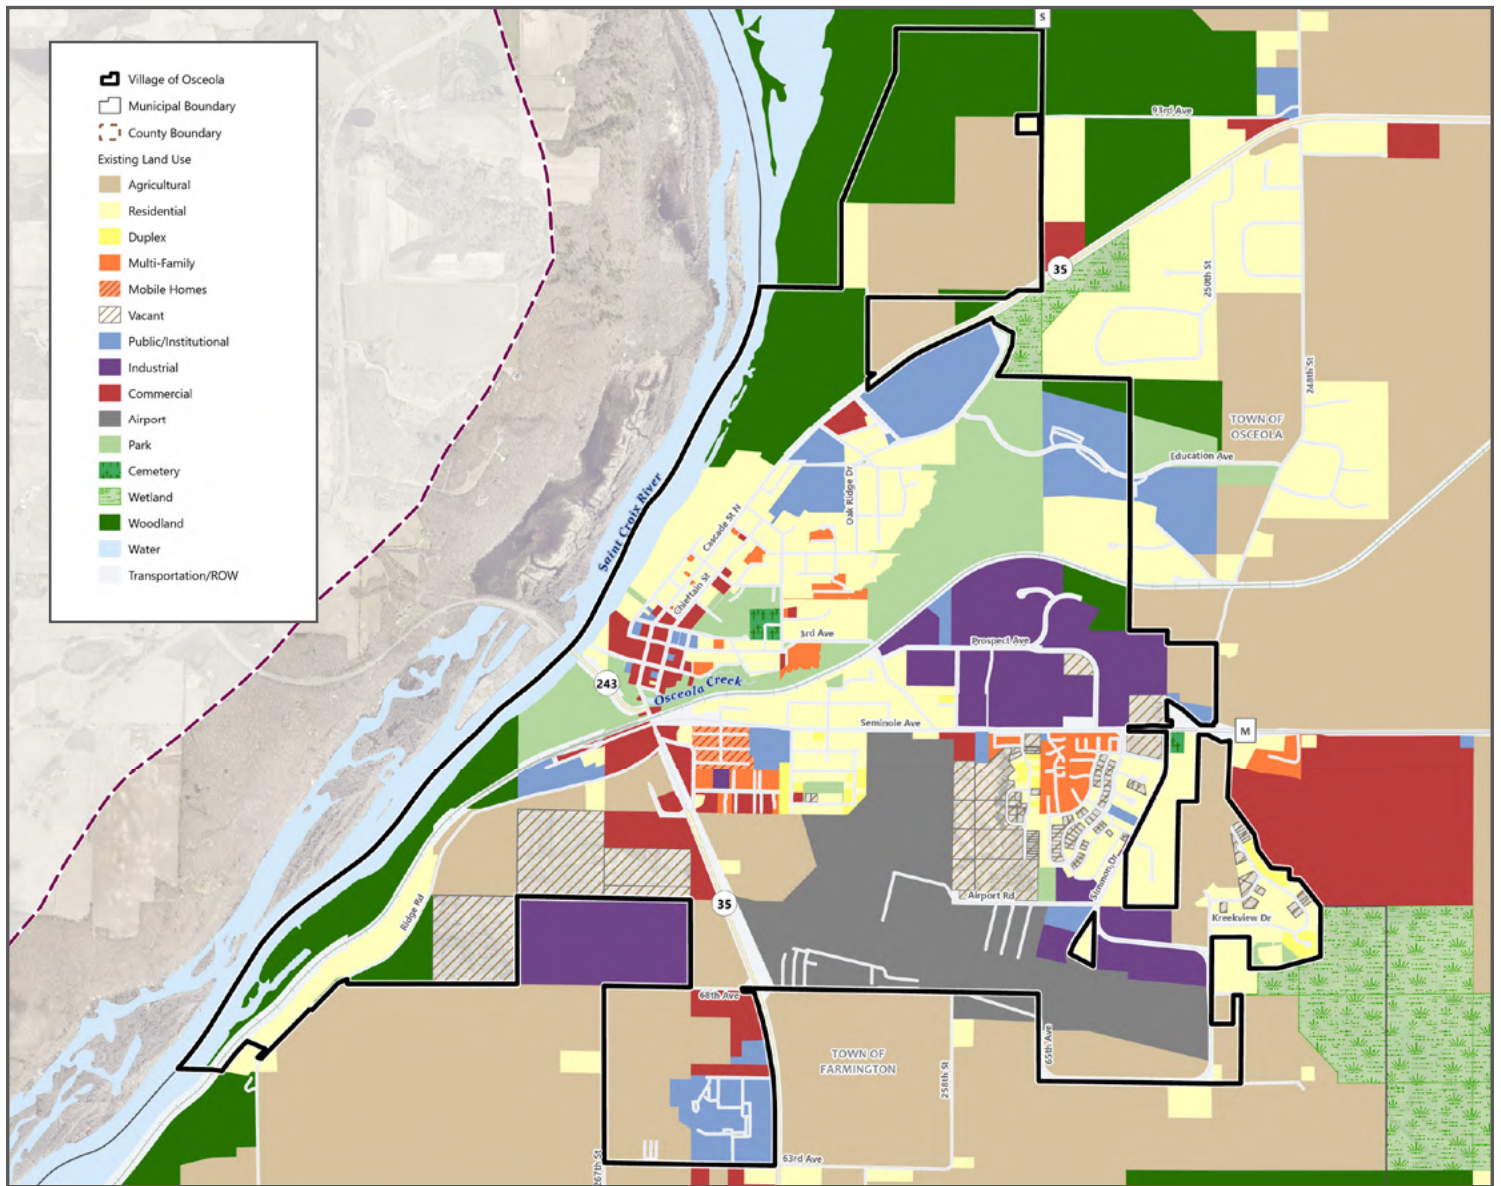 Village of Osceola
Municipal Boundary
County Boundary
Existing Land Use
Agricultural
Residential
Duplex
Multi-Family
Mobile Homes
Vacant
Public/Institutional
Industrial
Commercial
Airport
Park
Cemetery
Wetland
Woodland
Water
Transportation/ROW
S
93rd Ave
35
250th St
248th St
TOWN OF
OSCEOLA
Education Ave
Oak Ridge Dr
Saint Croix River
Cascade St N
Chieftain St
3rd Ave
Prospect Ave
243
Osceola Creek
Seminole Ave
M
Simmon Dr
Airport Rd
35
Ridge Rd
Kreekview Dr
68th Ave
TOWN OF
FARMINGTON
65th Ave
258th St
63rd Ave
267th St